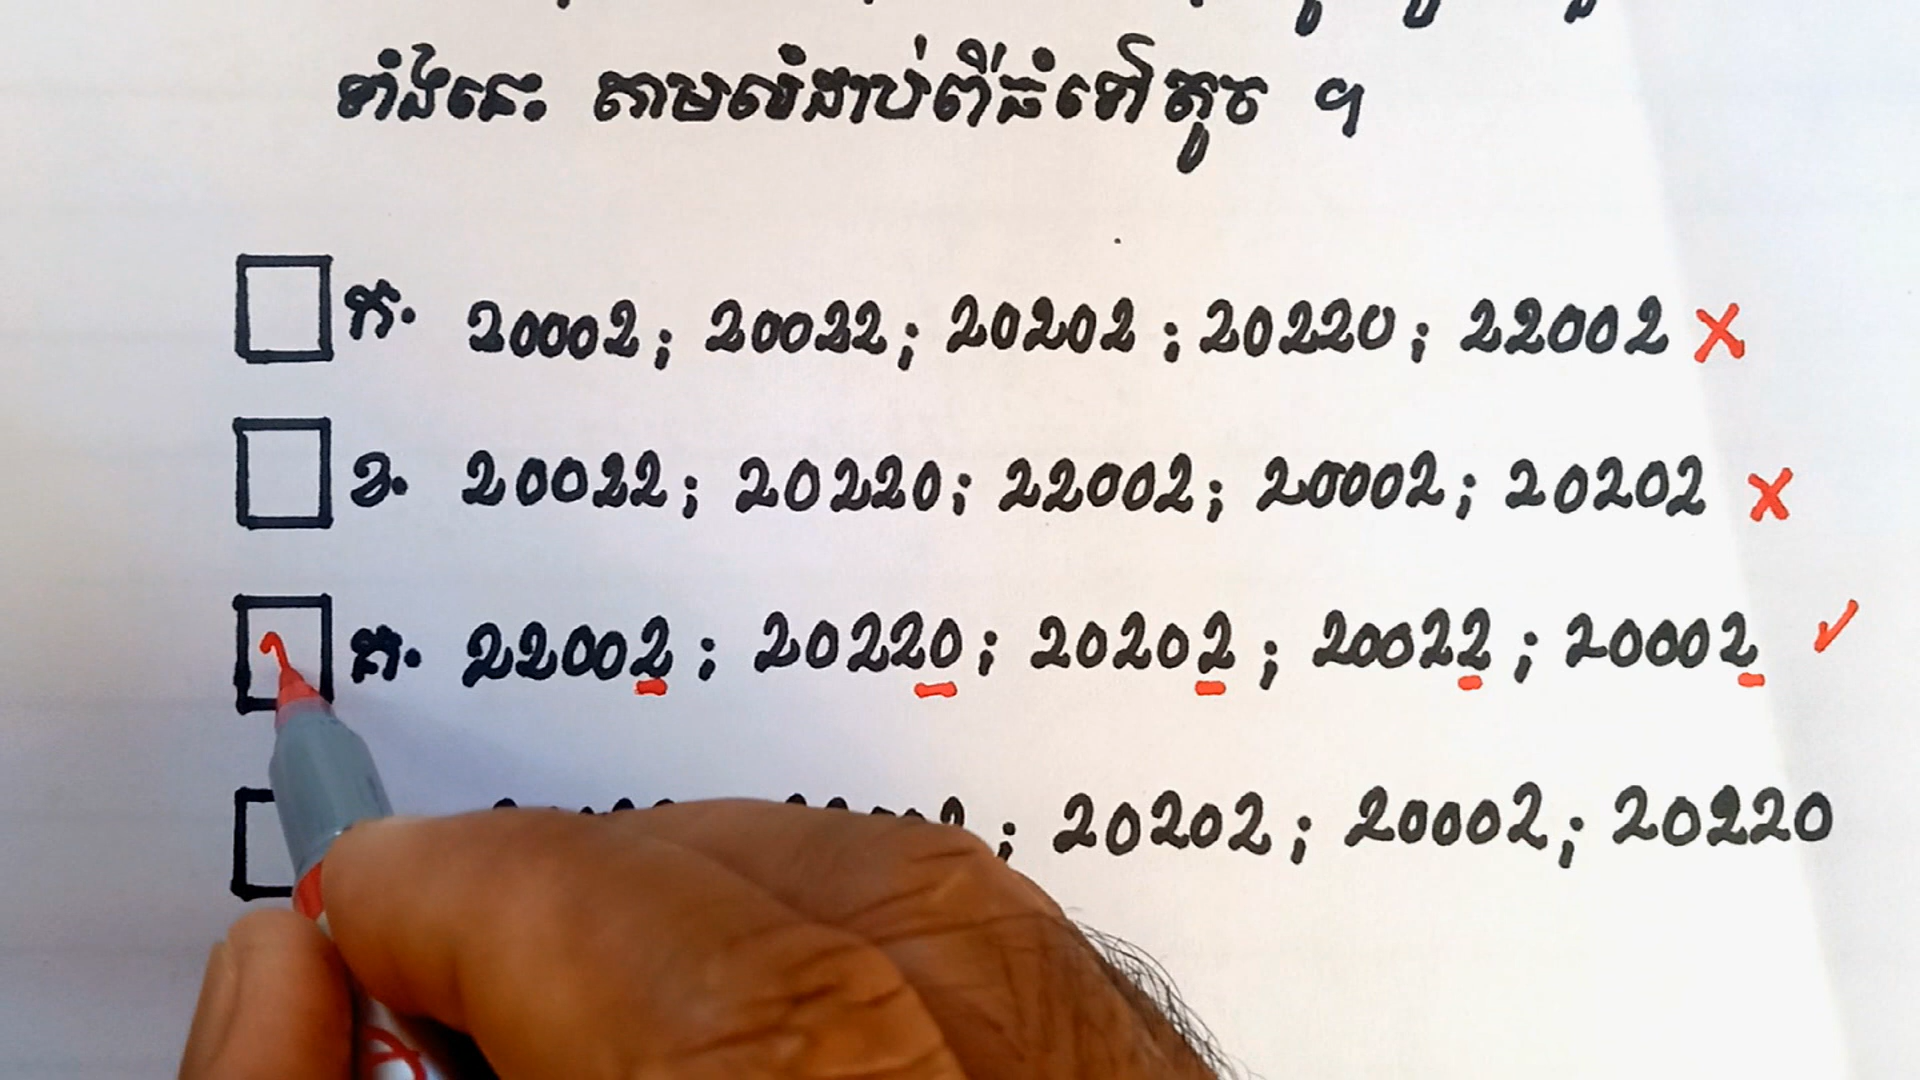 ទាំងនេះ តាមលំដាប់ពីធំទៅតូច ។
ក. 20002 ; 20022 ; 20202 ; 20220 ; 22002 ✗
ខ. 20022 ; 20220 ; 22002 ; 20002 ; 20202 ✗
គ. 22002 ; 20220 ; 20202 ; 20022 ; 20002 ✓
; 20202 ; 20002 ; 20220